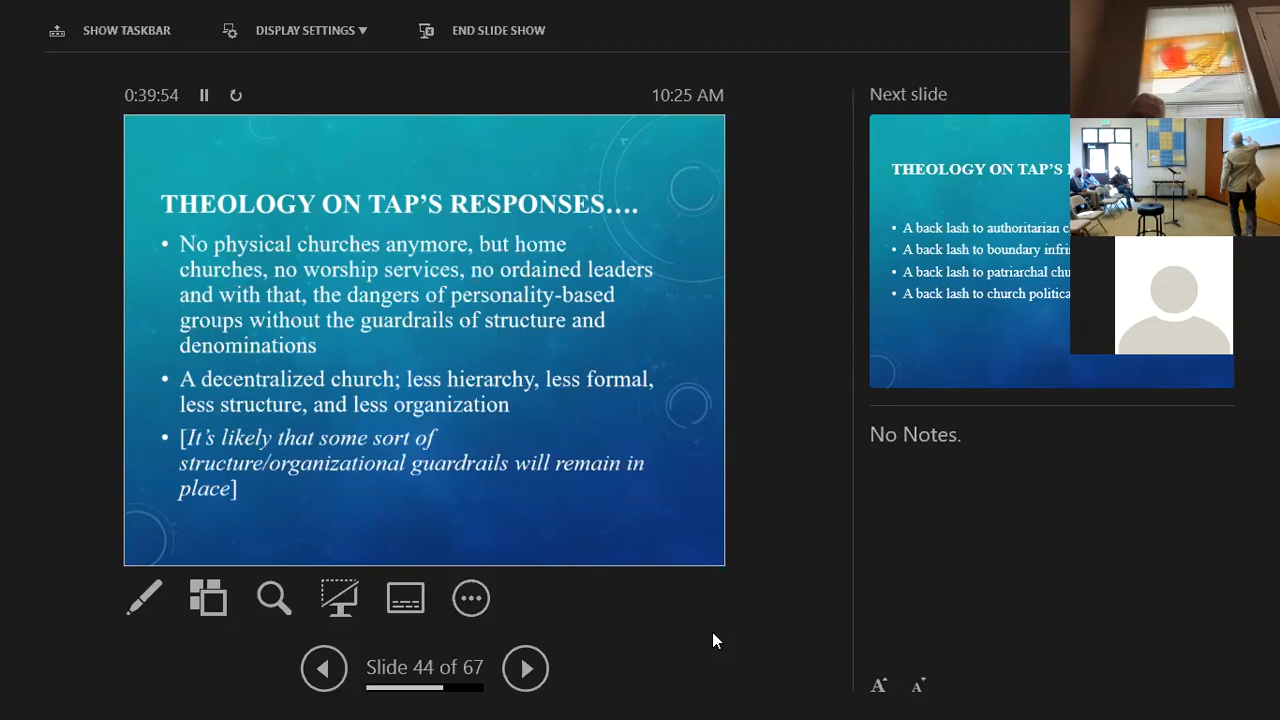 SHOW TASKBAR
DISPLAY SETTINGS
END SLIDE SHOW
0:39:54
10:25 AM
THEOLOGY ON TAP’S RESPONSES….
• No physical churches anymore, but home
churches, no worship services, no ordained leaders
and with that, the dangers of personality-based
groups without the guardrails of structure and
denominations
• A decentralized church; less hierarchy, less formal,
less structure, and less organization
• [It’s likely that some sort of
structure/organizational guardrails will remain in
place]
Slide 44 of 67
Next slide
THEOLOGY ON TAP’S
• A back lash to authoritarian
• A back lash to boundary
• A back lash to patriarchal
• A back lash to church
No Notes.
A A